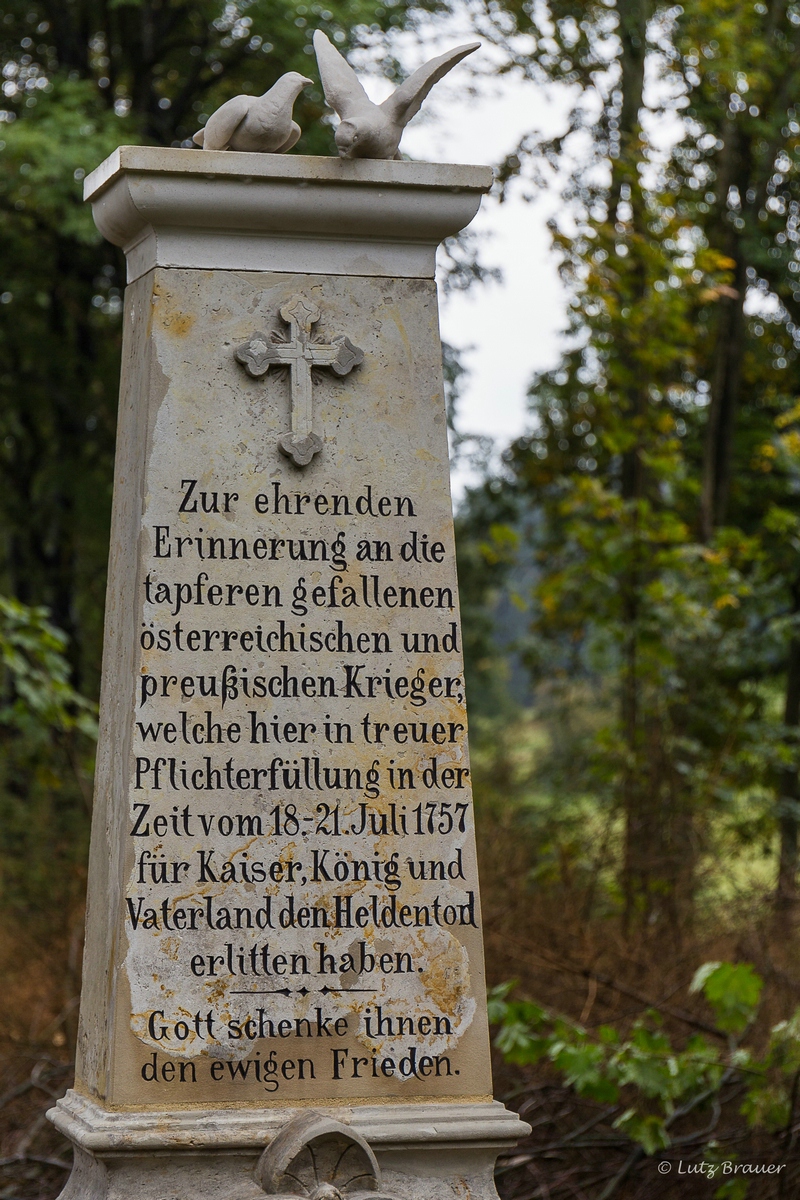 Zur ehrenden
Erinnerung an die
tapferen gefallenen
österreichischen und
preußischen Krieger,
welche hier in treuer
Pflichterfüllung in der
Zeit vom 18.-21. Juli 1757
für Kaiser, König und
Vaterland den Heldentod
erlitten haben.
Gott schenke ihnen
den ewigen Frieden.
© Lutz Brauer